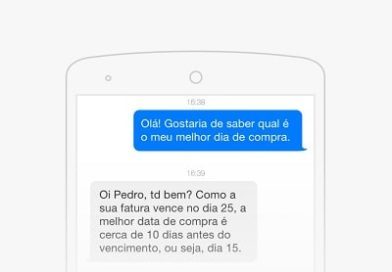 16:38
Olá! Gostaria de saber qual é
o meu melhor dia de compra.
16:39
Oi Pedro, td bem? Como a
sua fatura vence no dia 25, a
melhor data de compra é
cerca de 10 dias antes do
vencimento, ou seja, dia 15.